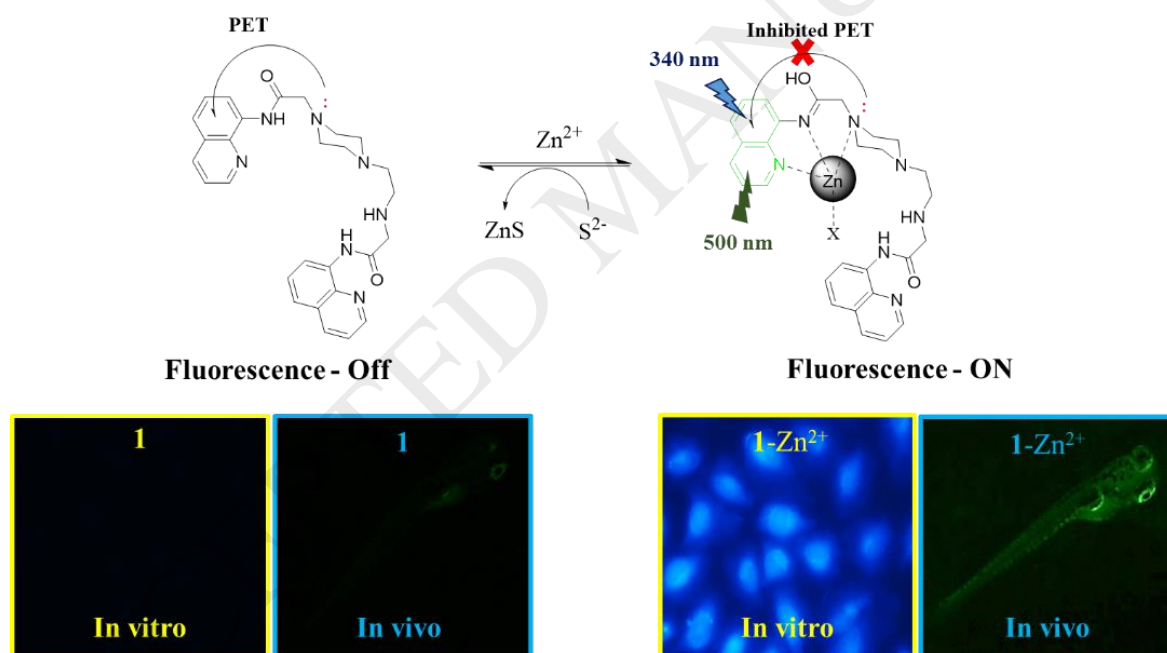 PET
Inhibited PET
340 nm
O
HO
NH
N
N
N
N
N
N
Zn²⁺
N
Zn
N
HN
ZnS
S²⁻
500 nm
X
HN
H
N
O
N
H
N
O
N
Fluorescence - Off
Fluorescence - ON
1
1
1-Zn²⁺
1-Zn²⁺
In vitro
In vivo
In vitro
In vivo